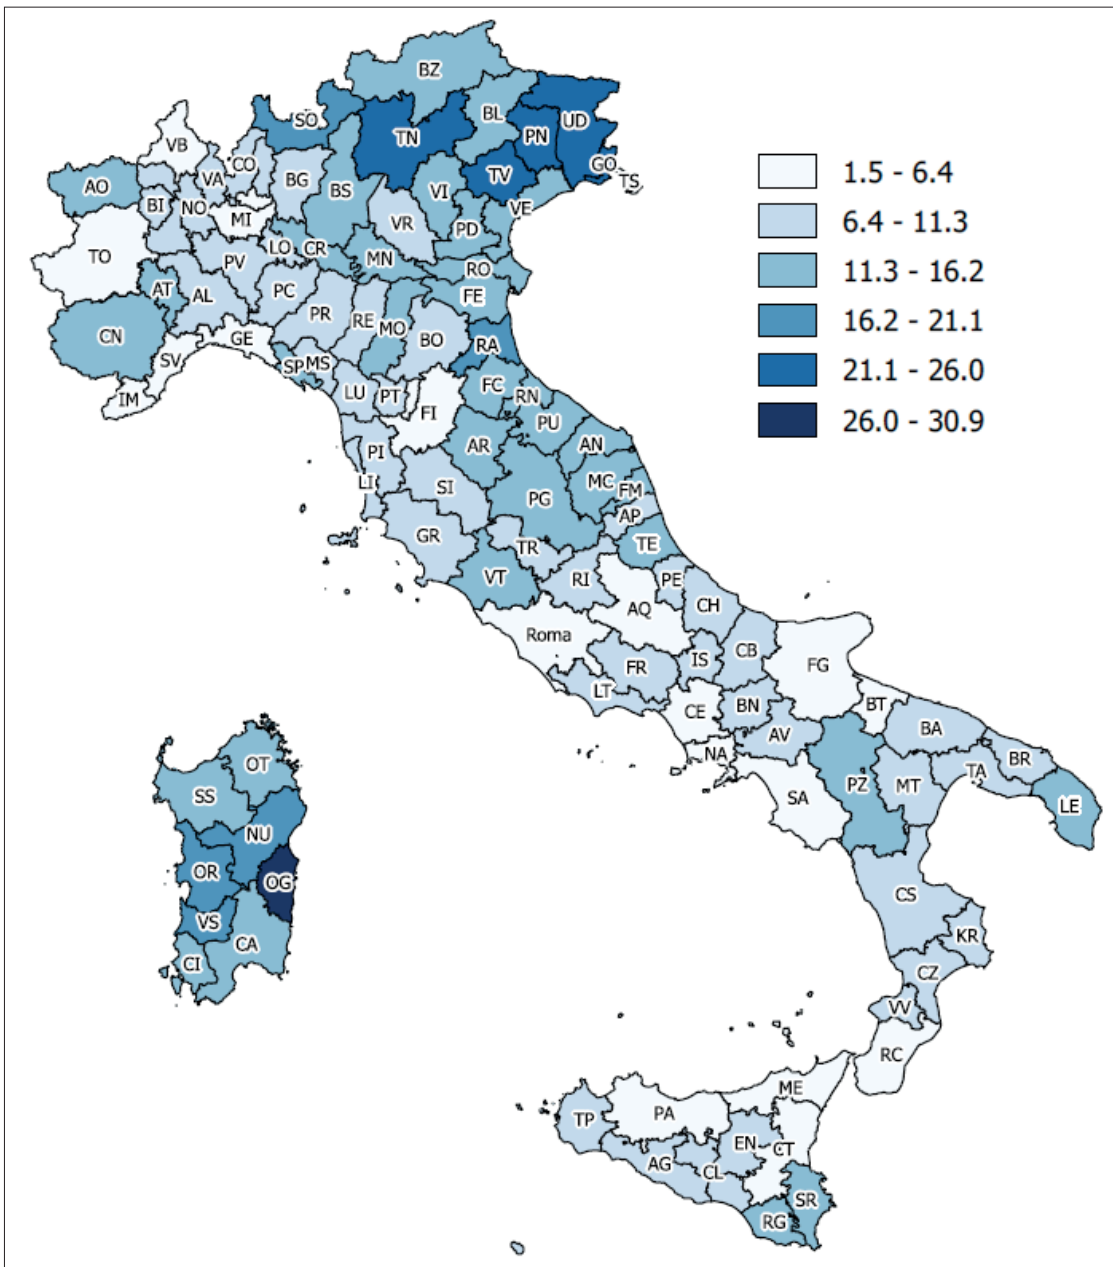 BZ
BL
UD
SO
TN
PN
VB
GO
CO
TV
TS
VA
BG
AO
BS
VI
BI
NO
MI
VR
VE
PD
TO
LO
CR
PV
MN
RO
AT
AL
PC
FE
PR
RE
MO
CN
GE
BO
RA
SV
SP
MS
FC
IM
LU
PT
RN
FI
PU
AR
AN
PI
LI
SI
MC
FM
PG
AP
GR
TR
TE
VT
RI
PE
AQ
CH
Roma
CB
IS
FR
FG
LT
BN
BT
CE
AV
BA
NA
BR
TA
SA
PZ
MT
LE
CS
KR
CZ
VV
RC
ME
PA
TP
EN
CT
AG
CL
SR
RG
OT
SS
NU
OR
OG
VS
CA
CI
1.5 - 6.4
6.4 - 11.3
11.3 - 16.2
16.2 - 21.1
21.1 - 26.0
26.0 - 30.9